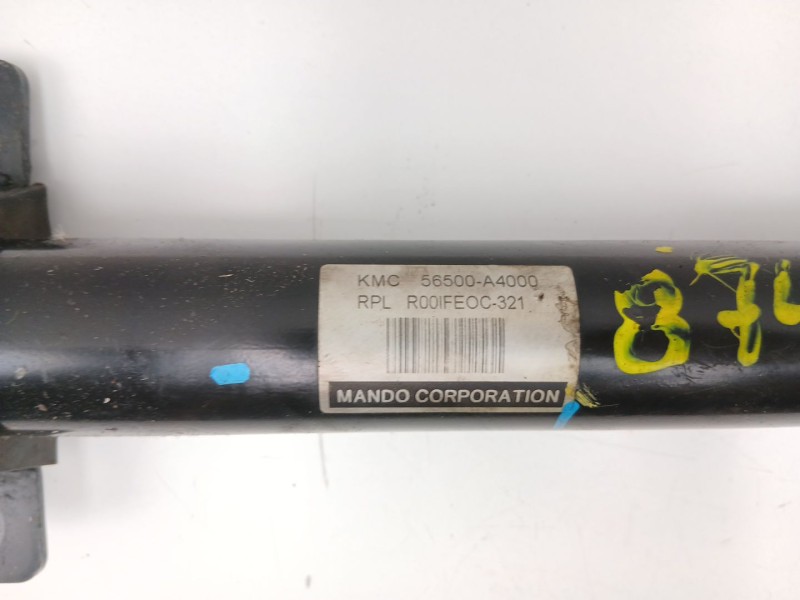 KMC 56500-A4000
RPL R00IFEOC-321
MANDO CORPORATION